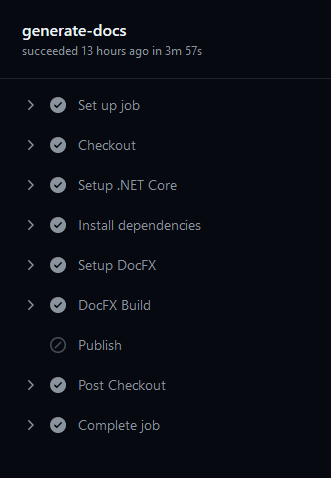 generate-docs
succeeded 13 hours ago in 3m 57s
Set up job
Checkout
Setup .NET Core
Install dependencies
Setup DocFX
DocFX Build
Publish
Post Checkout
Complete job